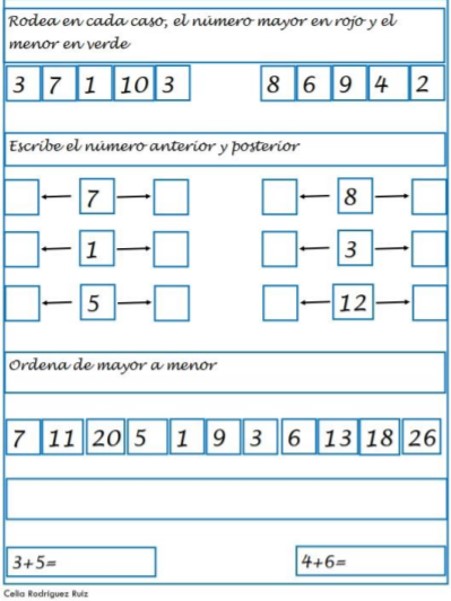 Rodea en cada caso, el número mayor en rojo y el
menor en verde
3 7 1 10 3 8 6 9 4 2
Escribe el número anterior y posterior
7 8
1 3
5 12
Ordena de mayor a menor
7 11 20 5 1 9 3 6 13 18 26
3+5= 4+6=
Celia Rodríguez Ruiz